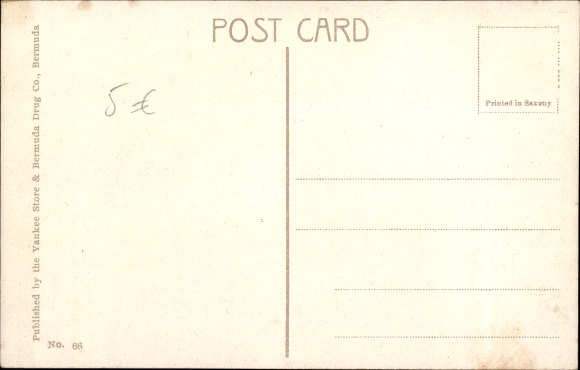 POST CARD
Printed in Saxony
5 €
Published by the Yankee Store & Bermuda Drug Co., Bermuda
No. 66